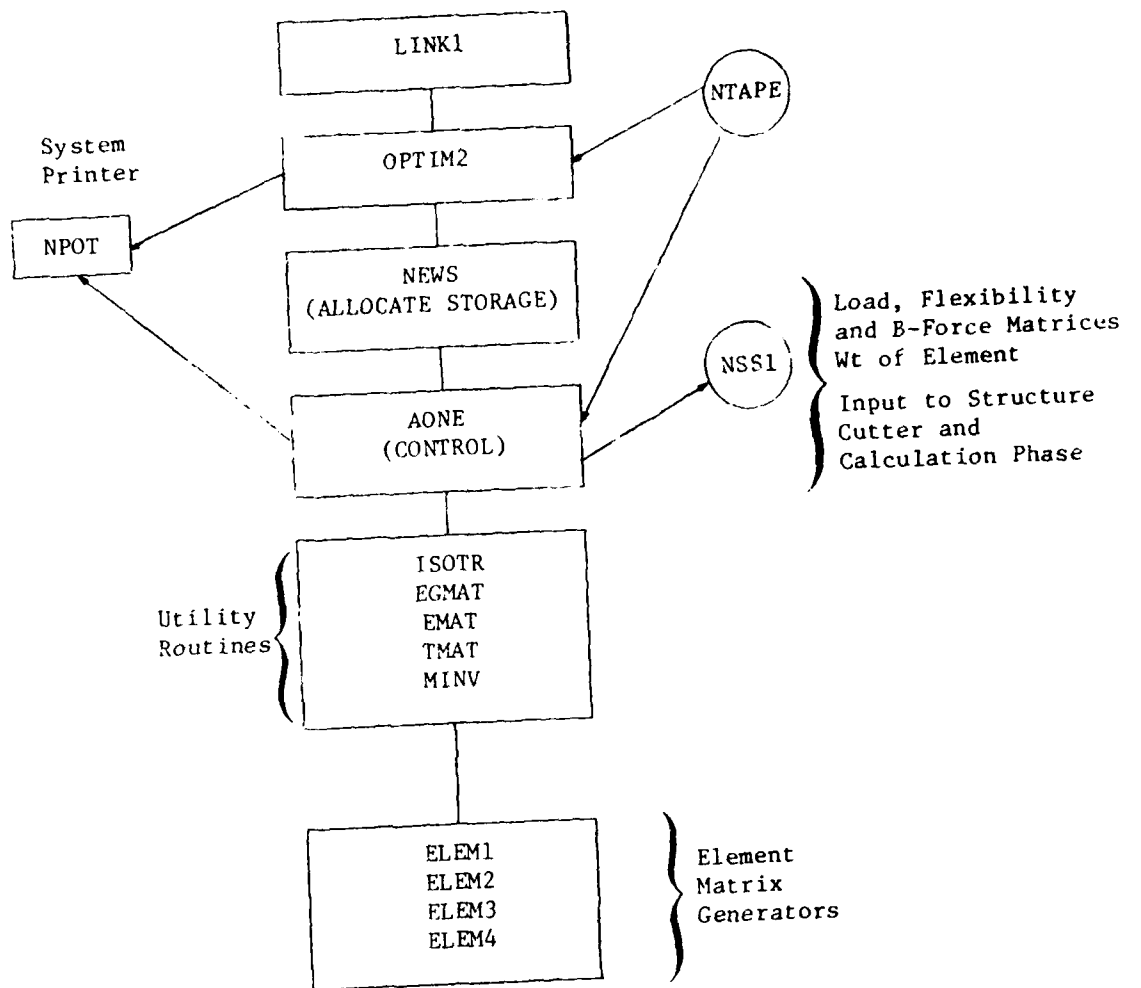 LINK1
NTAPE
System
Printer
OPTIM2
NPOT
NEWS
(ALLOCATE STORAGE)
Load, Flexibility
and B-Force Matrices
Wt of Element
NSS1
Input to Structure
Cutter and
Calculation Phase
AONE
(CONTROL)
Utility
Routines
ISOTR
EGMAT
EMAT
TMAT
MINV
ELEM1
ELEM2
ELEM3
ELEM4
Element
Matrix
Generators